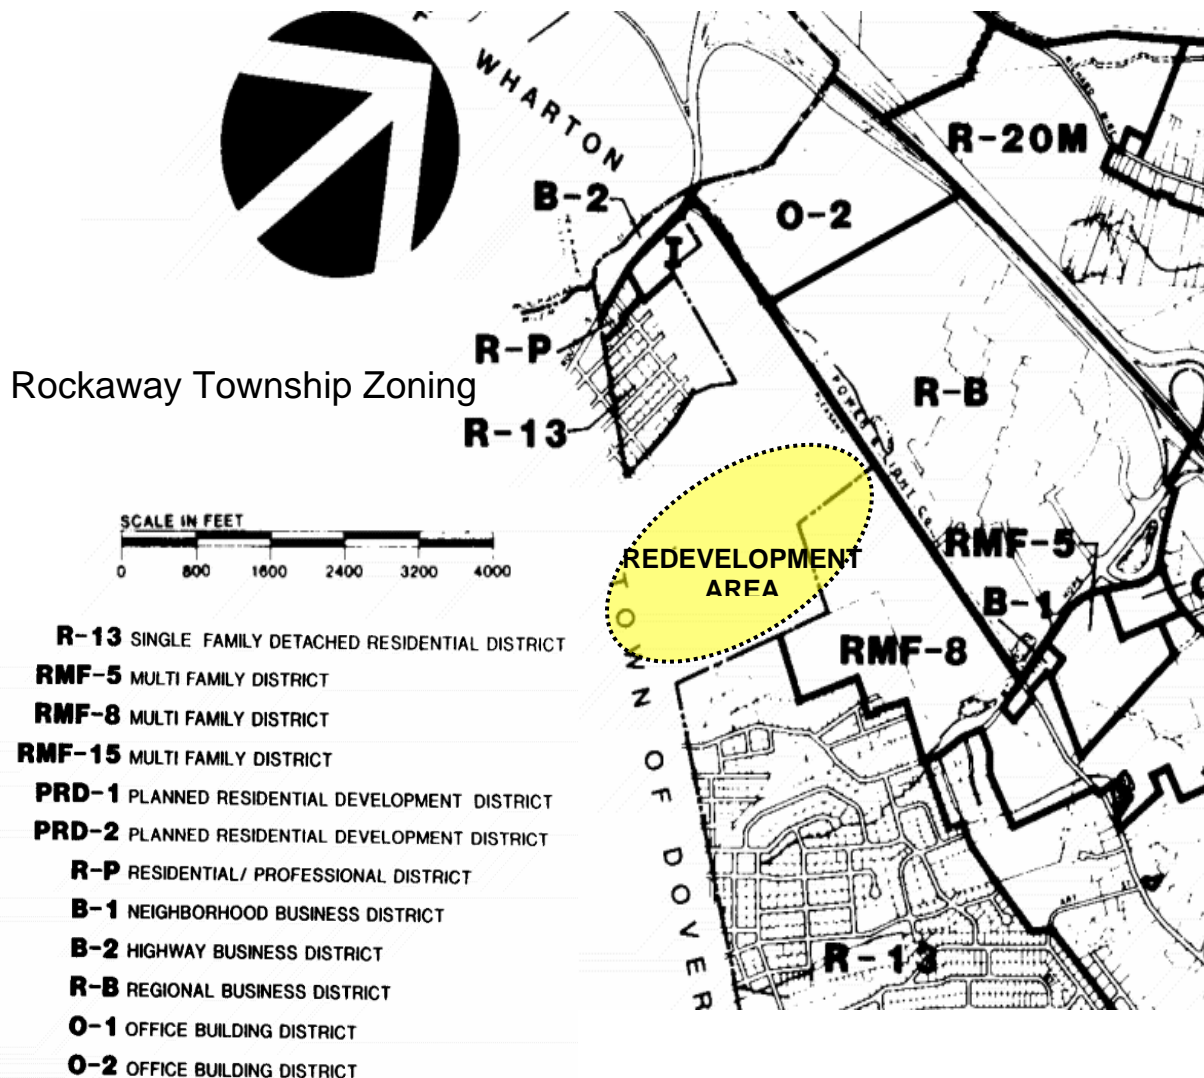 WHARTON
R-20M
B-2
O-2
I
R-P
Rockaway Township Zoning
R-B
POWER & LIGHT CO.
R-13
SCALE IN FEET
0 800 1600 2400 3200 4000
REDEVELOPMENT
AREA
RMF-5
B-1
RMF-8
TOWN OF DOVER
R-13
R-13 SINGLE FAMILY DETACHED RESIDENTIAL DISTRICT
RMF-5 MULTI FAMILY DISTRICT
RMF-8 MULTI FAMILY DISTRICT
RMF-15 MULTI FAMILY DISTRICT
PRD-1 PLANNED RESIDENTIAL DEVELOPMENT DISTRICT
PRD-2 PLANNED RESIDENTIAL DEVELOPMENT DISTRICT
R-P RESIDENTIAL/ PROFESSIONAL DISTRICT
B-1 NEIGHBORHOOD BUSINESS DISTRICT
B-2 HIGHWAY BUSINESS DISTRICT
R-B REGIONAL BUSINESS DISTRICT
O-1 OFFICE BUILDING DISTRICT
O-2 OFFICE BUILDING DISTRICT